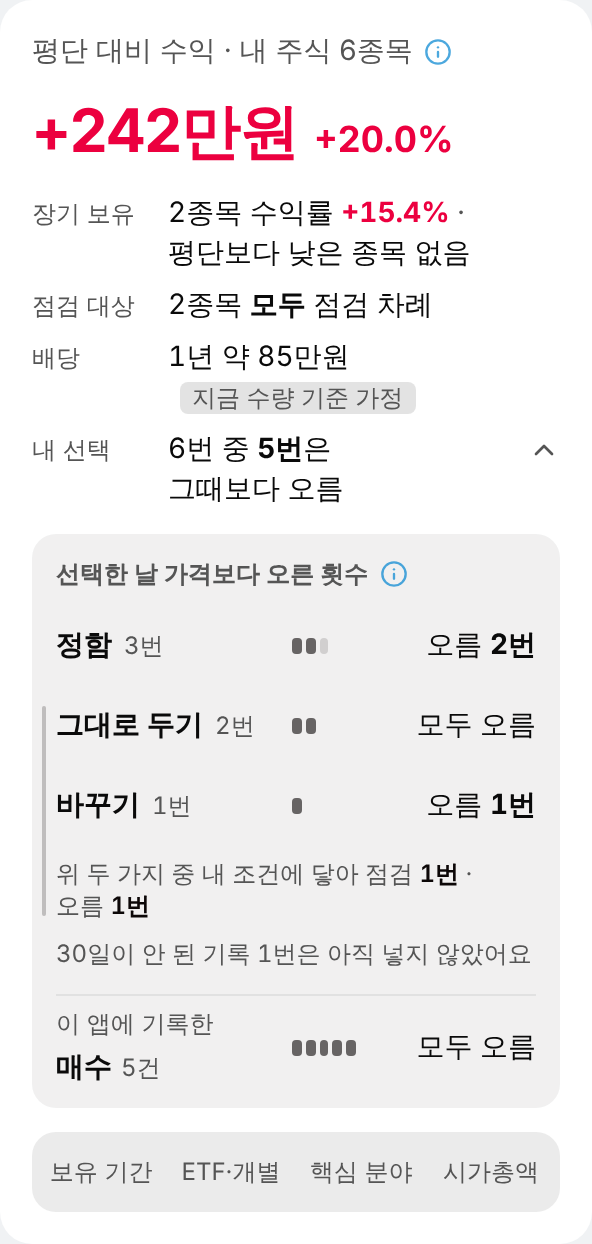 평단 대비 수익 · 내 주식 6종목
+242만원 +20.0%
장기 보유 2종목 수익률 +15.4% ·
평단보다 낮은 종목 없음
점검 대상 2종목 모두 점검 차례
배당 1년 약 85만원
지금 수량 기준 가정
내 선택 6번 중 5번은
그때보다 오름
선택한 날 가격보다 오른 횟수
정함 3번 오름 2번
그대로 두기 2번 모두 오름
바꾸기 1번 오름 1번
위 두 가지 중 내 조건에 닿아 점검 1번 ·
오름 1번
30일이 안 된 기록 1번은 아직 넣지 않았어요
이 앱에 기록한
매수 5건 모두 오름
보유 기간 ETF·개별 핵심 분야 시가총액